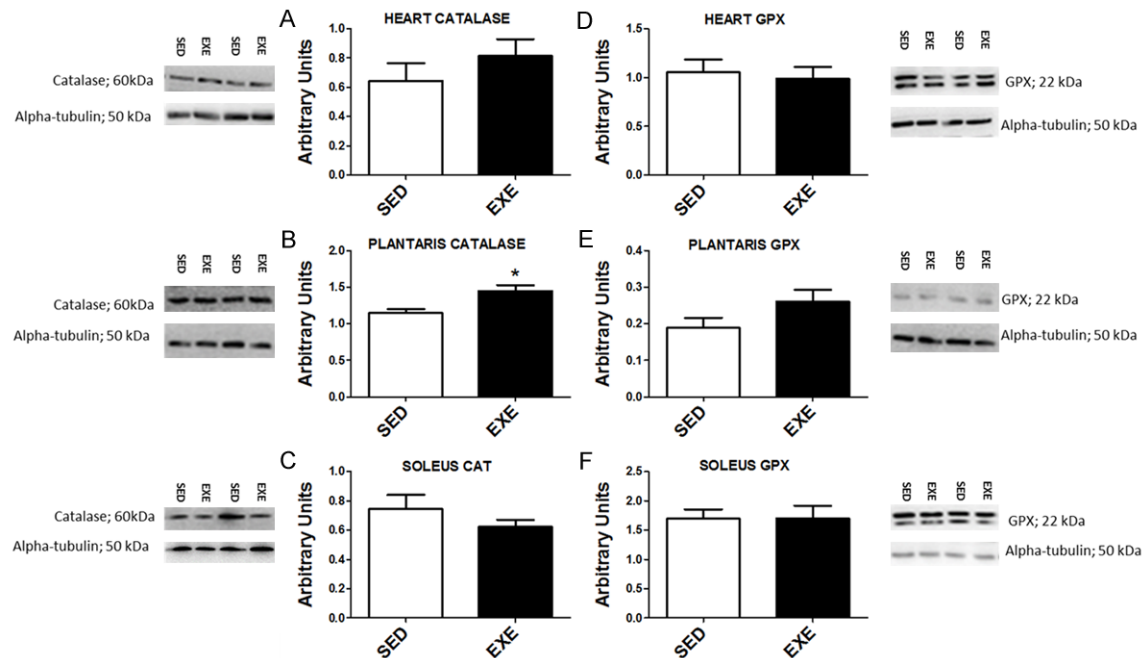 A
HEART CATALASE
SED EXE SED EXE
Catalase; 60kDa
Alpha-tubulin; 50 kDa
Arbitrary Units
1.0
0.8
0.6
0.4
0.2
0.0
SED
EXE
D
HEART GPX
Arbitrary Units
1.5
1.0
0.5
0.0
SED
EXE
SED EXE SED EXE
GPX; 22 kDa
Alpha-tubulin; 50 kDa
B
PLANTARIS CATALASE
SED EXE SED EXE
Catalase; 60kDa
Alpha-tubulin; 50 kDa
Arbitrary Units
2.0
1.5
1.0
0.5
0.0
*
SED
EXE
E
PLANTARIS GPX
Arbitrary Units
0.4
0.3
0.2
0.1
0.0
SED
EXE
SED EXE SED EXE
GPX; 22 kDa
Alpha-tubulin; 50 kDa
C
SOLEUS CAT
SED EXE SED EXE
Catalase; 60kDa
Alpha-tubulin; 50 kDa
Arbitrary Units
0.8
0.6
0.4
0.2
0.0
1.0
SED
EXE
F
SOLEUS GPX
Arbitrary Units
2.5
2.0
1.5
1.0
0.5
0.0
SED
EXE
SED EXE SED EXE
GPX; 22 kDa
Alpha-tubulin; 50 kDa